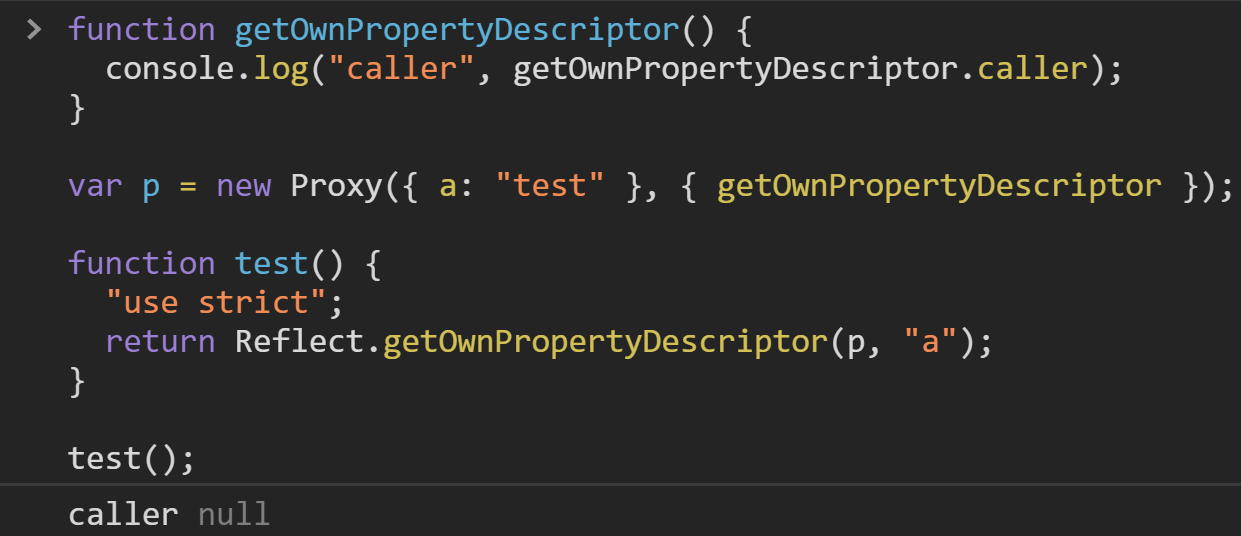 > function getOwnPropertyDescriptor() {
  console.log("caller", getOwnPropertyDescriptor.caller);
}

var p = new Proxy({ a: "test" }, { getOwnPropertyDescriptor });

function test() {
  "use strict";
  return Reflect.getOwnPropertyDescriptor(p, "a");
}

test();
caller null